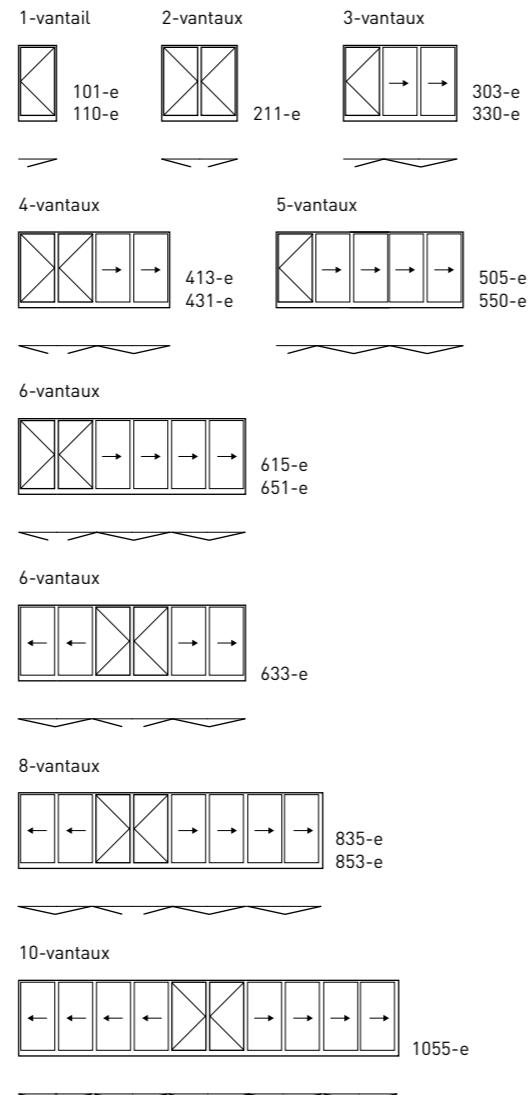 1-vantail
2-vantaux
3-vantaux
101-e
110-e
211-e
303-e
330-e
4-vantaux
5-vantaux
413-e
431-e
505-e
550-e
6-vantaux
615-e
651-e
6-vantaux
633-e
8-vantaux
835-e
853-e
10-vantaux
1055-e